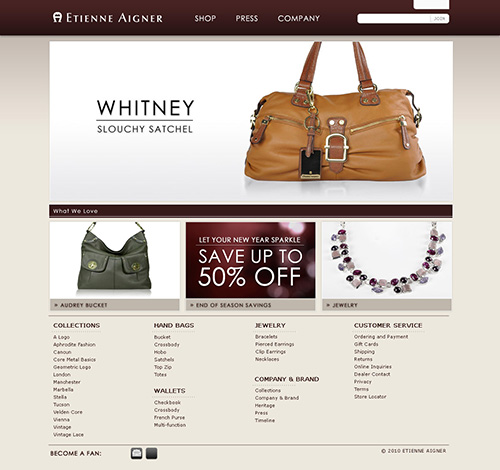 ETIENNE AIGNER
SHOP PRESS COMPANY
WHITNEY
SLOUCHY SATCHEL
What We Love
LET YOUR NEW YEAR SPARKLE
SAVE UP TO
50% OFF
» AUDREY BUCKET
» END OF SEASON SAVINGS
» JEWELRY
COLLECTIONS
A Logo
Aphrodite Fashion
Canoun
Core Metal Basics
Geometric Logo
London
Manchester
Marbella
Stella
Tucson
Velden Core
Vienna
Vintage
Vintage Lace
HAND BAGS
Bucket
Crossbody
Hobo
Satchels
Top Zip
Totes
WALLETS
Checkbook
Crossbody
French Purse
Multi-function
JEWELRY
Bracelets
Pierced Earrings
Clip Earrings
Necklaces
COMPANY & BRAND
Collections
Company & Brand
Heritage
Press
Timeline
CUSTOMER SERVICE
Ordering and Payment
Gift Cards
Shipping
Returns
Online Inquiries
Dealer Contact
Privacy
Terms
Store Locator
BECOME A FAN:
© 2010 ETIENNE AIGNER